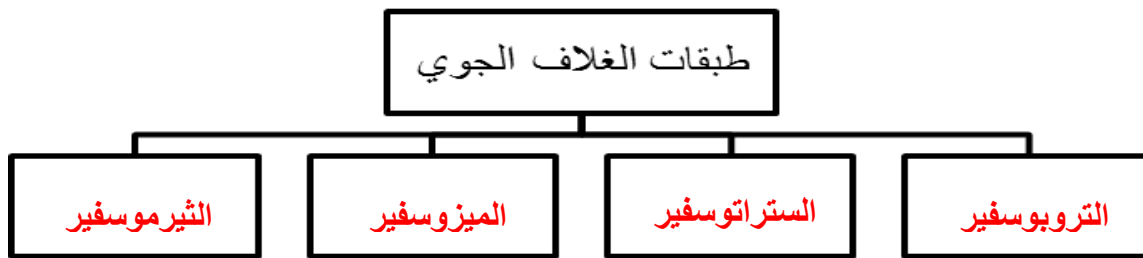 طبقات الغلاف الجوي
التروبوسفير
الستراتوسفير
الميزوسفير
الثيرموسفير